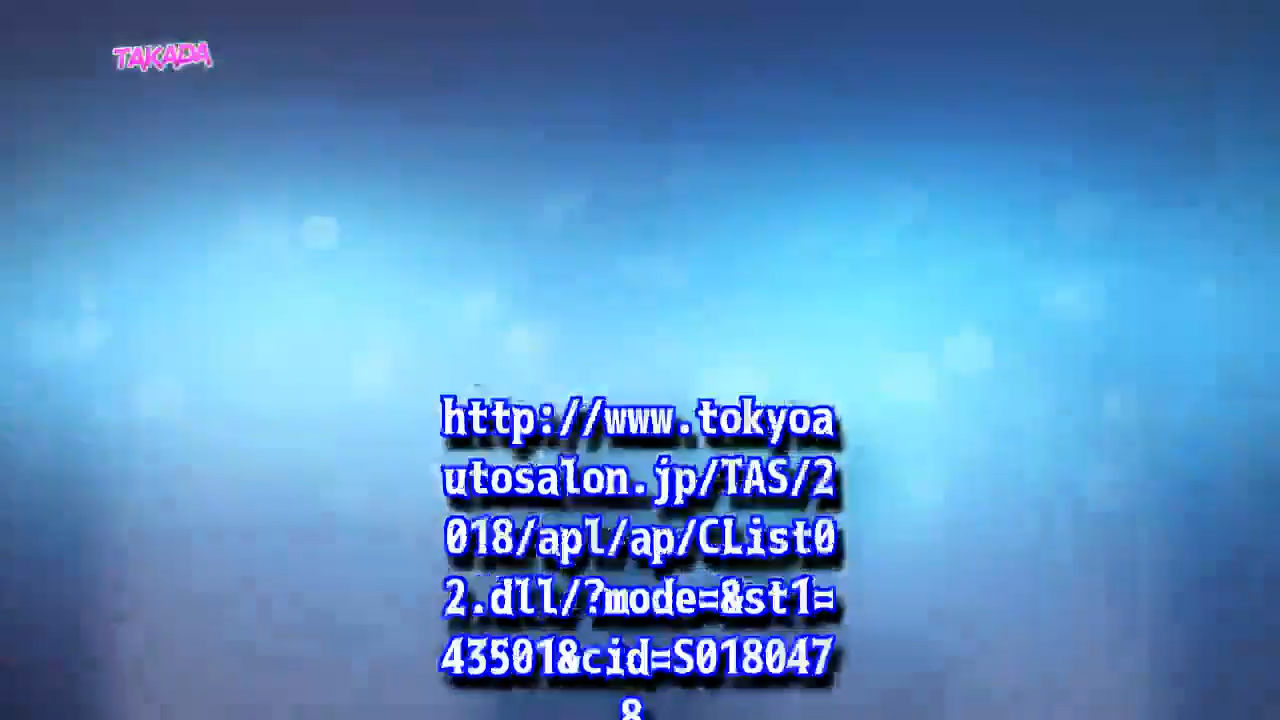 TAKADA
http://www.tokyoa
utosalon.jp/TAS/2
018/apl/ap/CList0
2.dll/?mode=&st1=
43501&cid=S018047
8